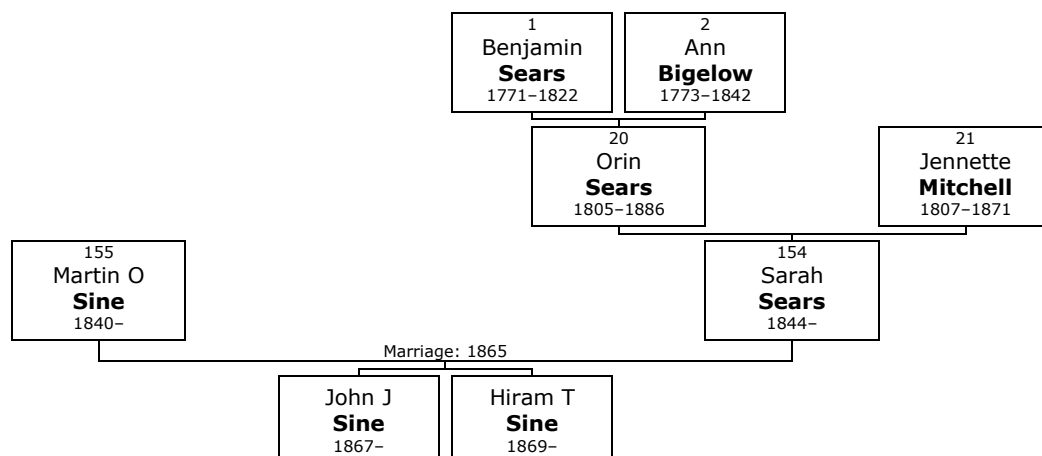 1
Benjamin
Sears
1771–1822
2
Ann
Bigelow
1773–1842
20
Orin
Sears
1805–1886
21
Jennette
Mitchell
1807–1871
155
Martin O
Sine
1840–
154
Sarah
Sears
1844–
Marriage: 1865
John J
Sine
1867–
Hiram T
Sine
1869–